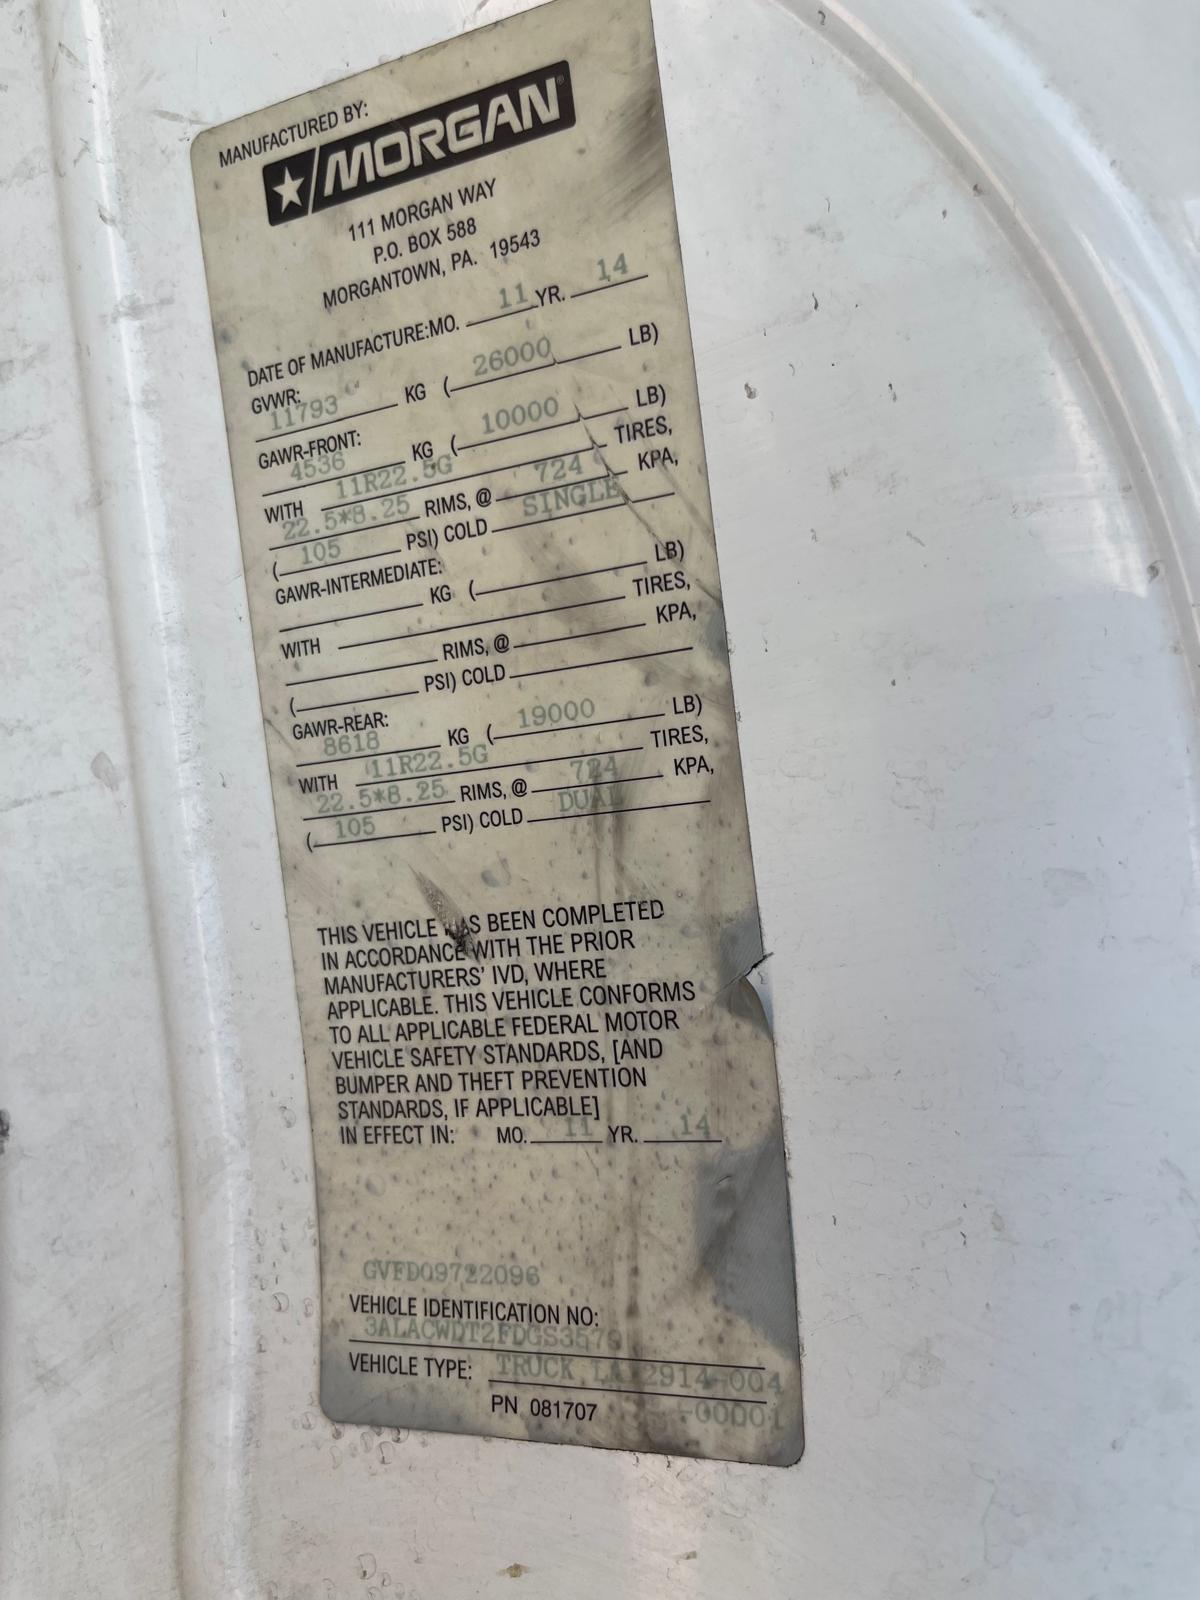 MANUFACTURED BY:
MORGAN
111 MORGAN WAY
P.O. BOX 588
MORGANTOWN, PA. 19543
DATE OF MANUFACTURE:MO. 11 YR. 14
GVWR:
11793 KG ( 26000 LB)
GAWR-FRONT:
4536 KG ( 10000 LB)
WITH 11R22.5G TIRES,
22.5*8.25 RIMS, @ 724 KPA,
( 105 PSI) COLD SINGLE
GAWR-INTERMEDIATE:
KG ( LB)
WITH TIRES,
RIMS, @ KPA,
( PSI) COLD
GAWR-REAR:
8618 KG ( 19000 LB)
WITH 11R22.5G TIRES,
22.5*8.25 RIMS, @ 724 KPA,
( 105 PSI) COLD DUAL
THIS VEHICLE HAS BEEN COMPLETED
IN ACCORDANCE WITH THE PRIOR
MANUFACTURERS' IVD, WHERE
APPLICABLE. THIS VEHICLE CONFORMS
TO ALL APPLICABLE FEDERAL MOTOR
VEHICLE SAFETY STANDARDS, [AND
BUMPER AND THEFT PREVENTION
STANDARDS, IF APPLICABLE]
IN EFFECT IN: MO. 11 YR. 14
GVFD09722096
VEHICLE IDENTIFICATION NO:
3ALACWDT2FDGS3579
VEHICLE TYPE: TRUCK 2914-004
PN 081707 -00001